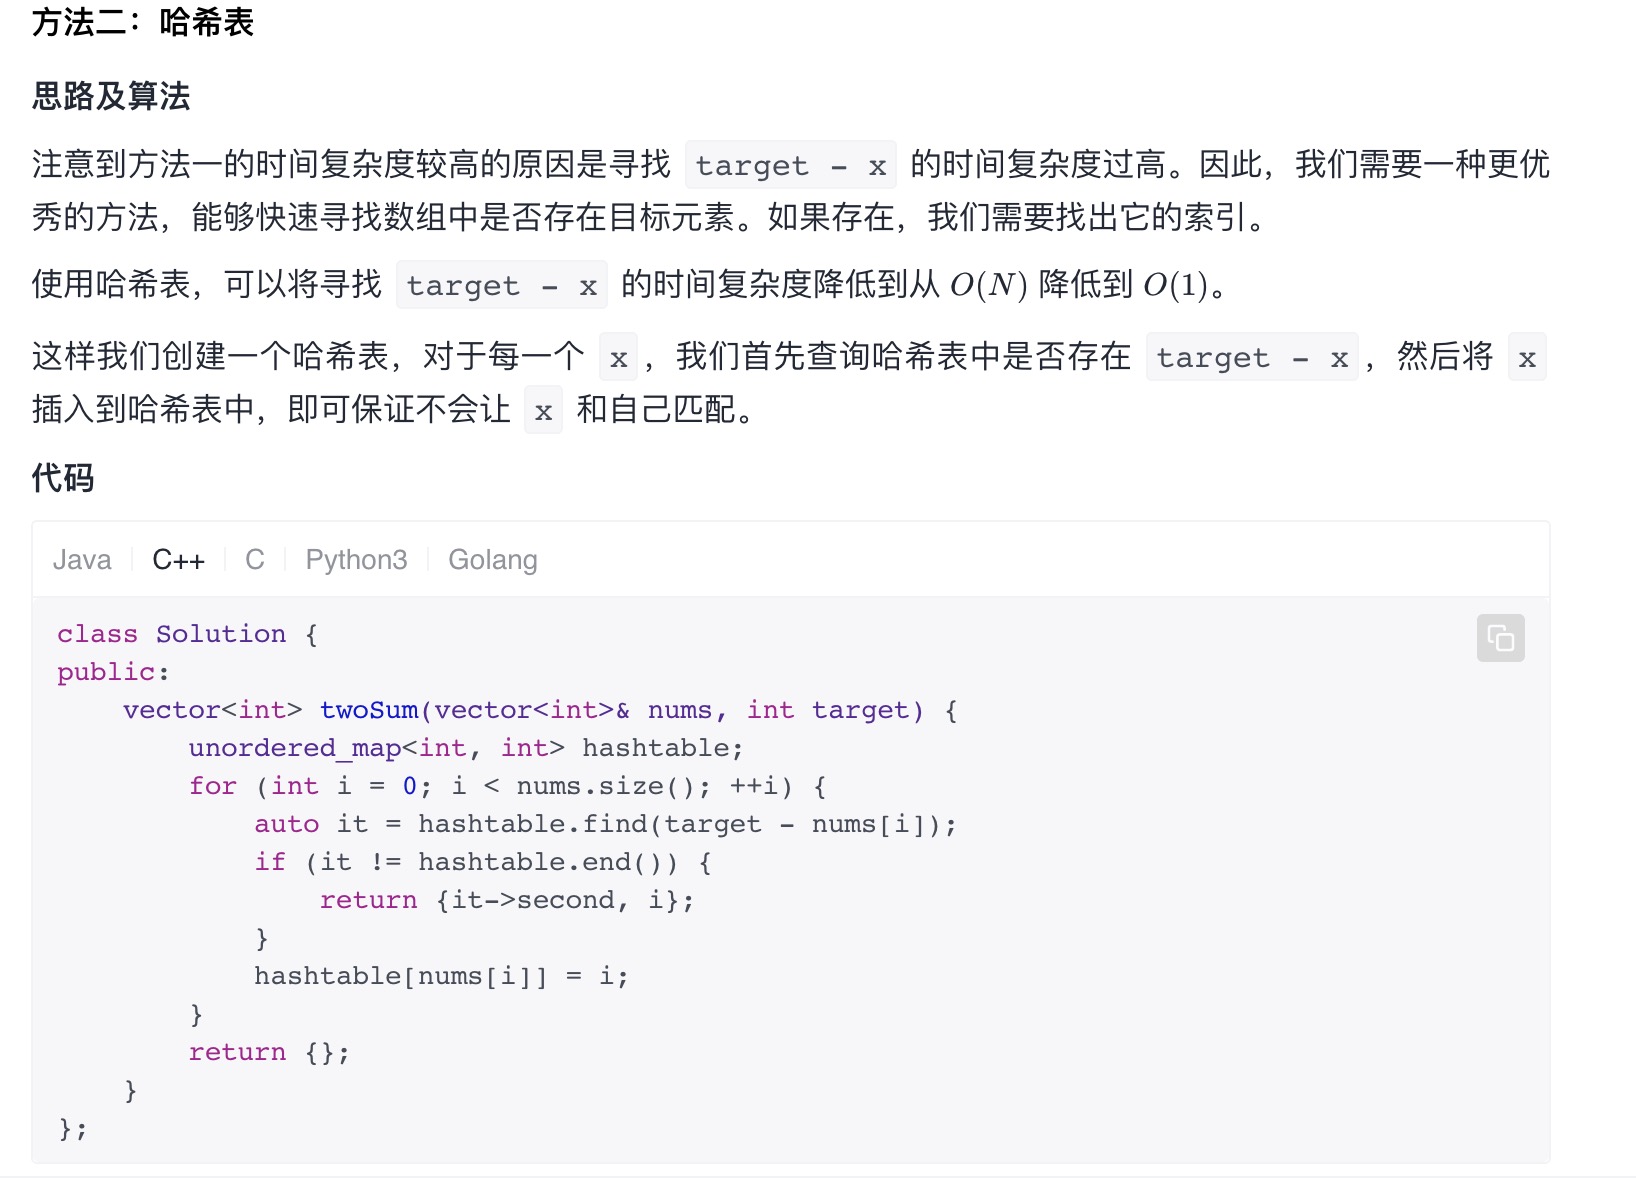 方法二：哈希表
思路及算法
注意到方法一的时间复杂度较高的原因是寻找 target - x 的时间复杂度过高。因此，我们需要一种更优
秀的方法，能够快速寻找数组中是否存在目标元素。如果存在，我们需要找出它的索引。
使用哈希表，可以将寻找 target - x 的时间复杂度降低到从 O(N) 降低到 O(1)。
这样我们创建一个哈希表，对于每一个 x ，我们首先查询哈希表中是否存在 target - x ，然后将 x
插入到哈希表中，即可保证不会让 x 和自己匹配。
代码
Java C++ C Python3 Golang
class Solution {
public:
    vector<int> twoSum(vector<int>& nums, int target) {
        unordered_map<int, int> hashtable;
        for (int i = 0; i < nums.size(); ++i) {
            auto it = hashtable.find(target - nums[i]);
            if (it != hashtable.end()) {
                return {it->second, i};
            }
            hashtable[nums[i]] = i;
        }
        return {};
    }
};